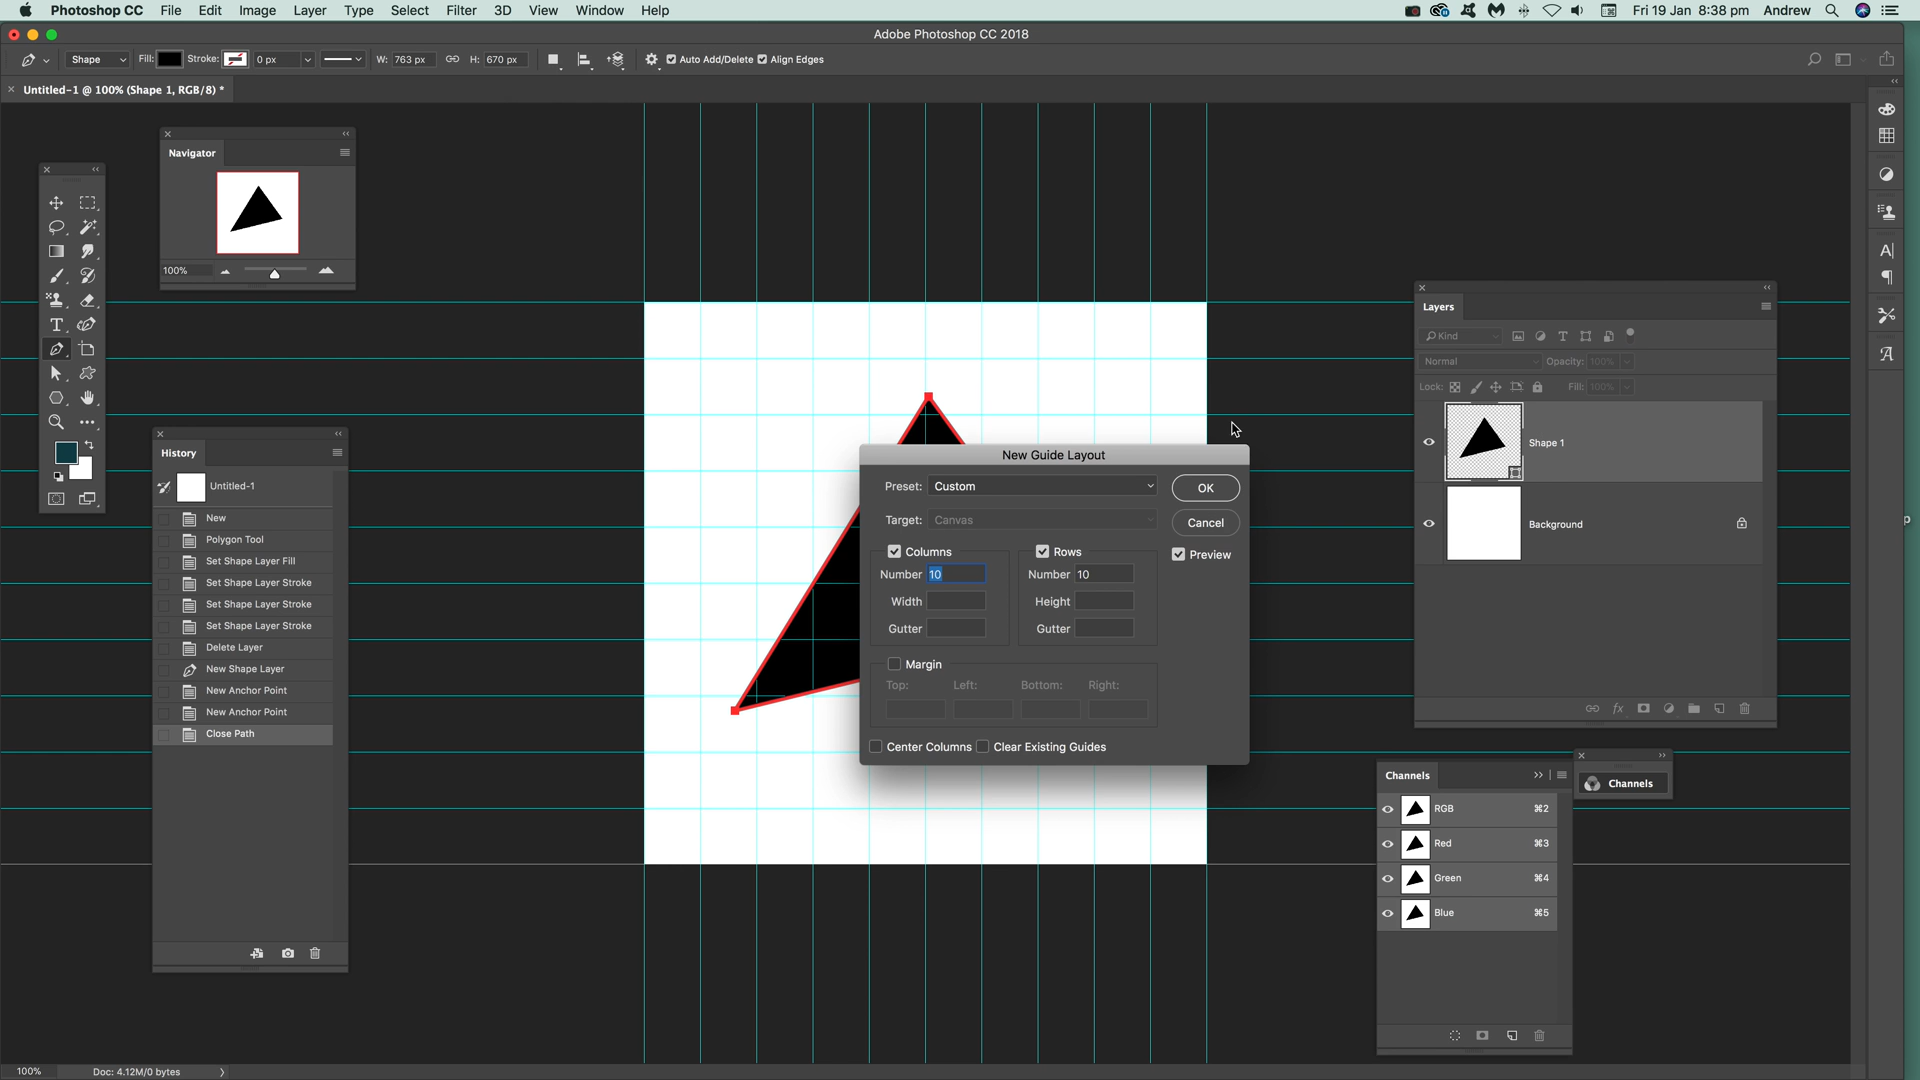 Photoshop CC File Edit Image Layer Type Select Filter 3D View Window Help Fri 19 Jan 8:38 pm Andrew
Adobe Photoshop CC 2018
Shape Fill: Stroke: 0 px W: 763 px H: 670 px Auto Add/Delete Align Edges
Untitled-1 @ 100% (Shape 1, RGB/8) *
Navigator
100%
History
Untitled-1
New
Polygon Tool
Set Shape Layer Fill
Set Shape Layer Stroke
Set Shape Layer Stroke
Set Shape Layer Stroke
Delete Layer
New Shape Layer
New Anchor Point
New Anchor Point
Close Path
New Guide Layout
Preset: Custom
OK
Target: Canvas
Cancel
Columns
Rows
Preview
Number 10
Number 10
Width
Height
Gutter
Gutter
Margin
Top: Left: Bottom: Right:
Center Columns Clear Existing Guides
Layers
Kind
Normal Opacity: 100%
Lock: Fill: 100%
Shape 1
Background
fx
Channels
Channels
RGB ⌘2
Red ⌘3
Green ⌘4
Blue ⌘5
100% Doc: 4.12M/0 bytes